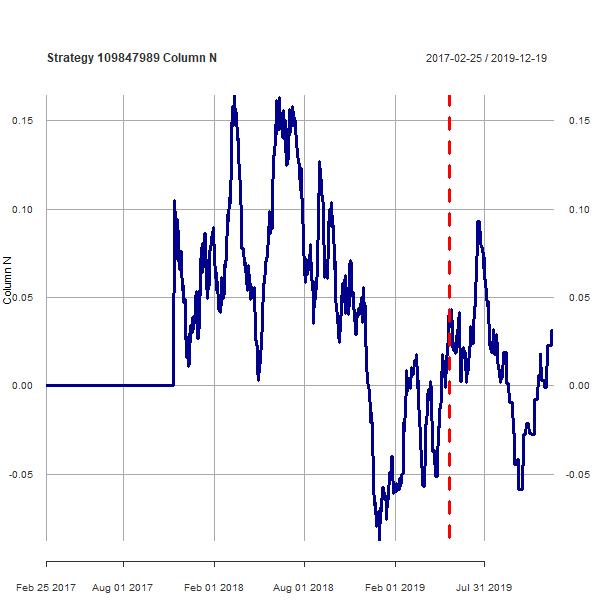 Strategy 109847989 Column N
2017-02-25 / 2019-12-19
0.15 0.15
0.10 0.10
Column N
0.05 0.05
0.00 0.00
-0.05 -0.05
Feb 25 2017 Aug 01 2017 Feb 01 2018 Aug 01 2018 Feb 01 2019 Jul 31 2019